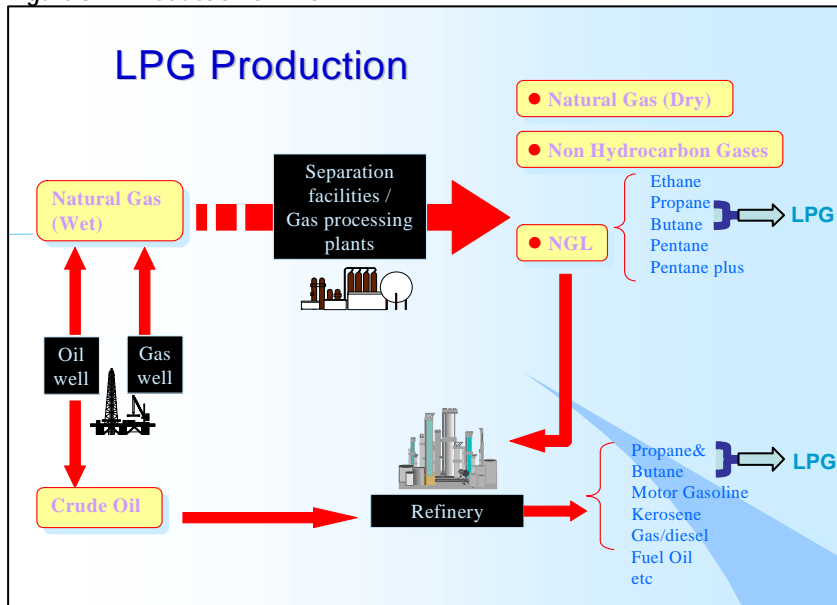 LPG Production
Natural Gas (Dry)
Non Hydrocarbon Gases
Separation
facilities /
Gas processing
plants
Natural Gas
(Wet)
NGL
Ethane
Propane
Butane
Pentane
Pentane plus
LPG
Oil
well
Gas
well
Crude Oil
Refinery
Propane&
Butane
Motor Gasoline
Kerosene
Gas/diesel
Fuel Oil
etc
LPG